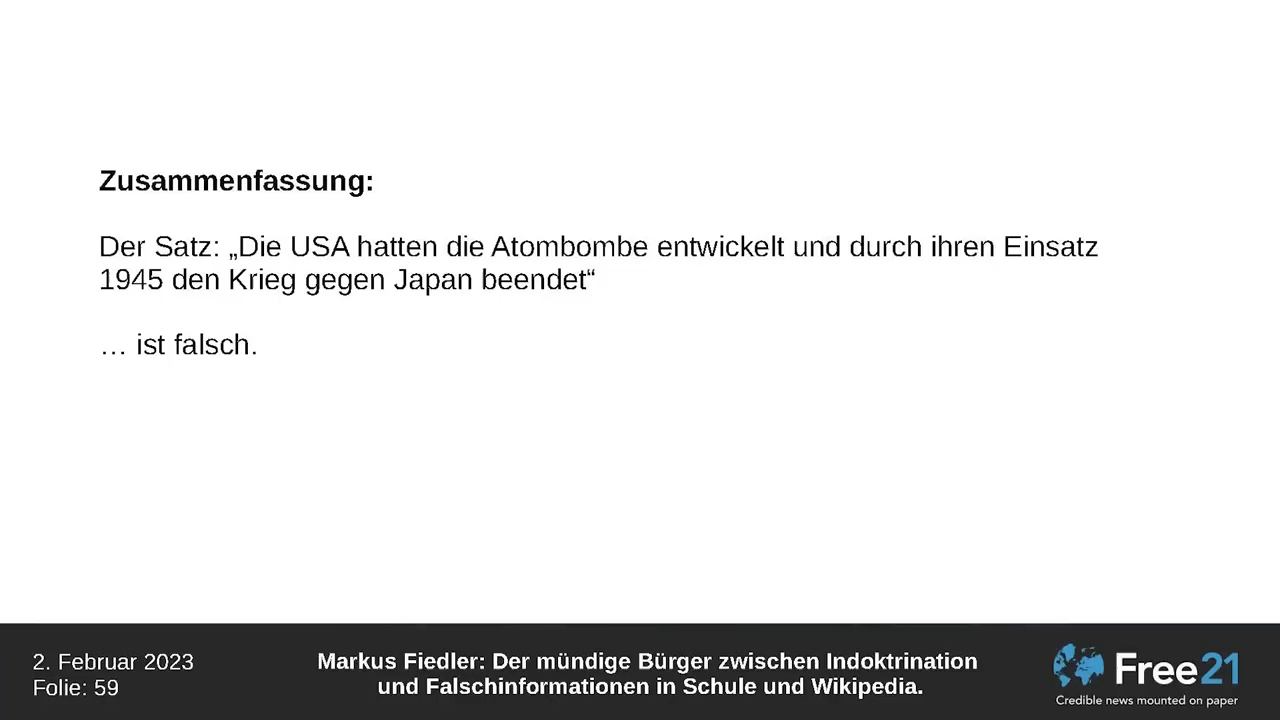 Zusammenfassung:
Der Satz: „Die USA hatten die Atombombe entwickelt und durch ihren Einsatz
1945 den Krieg gegen Japan beendet“
… ist falsch.
2. Februar 2023
Folie: 59
Markus Fiedler: Der mündige Bürger zwischen Indoktrination
und Falschinformationen in Schule und Wikipedia.
Free21
Credible news mounted on paper